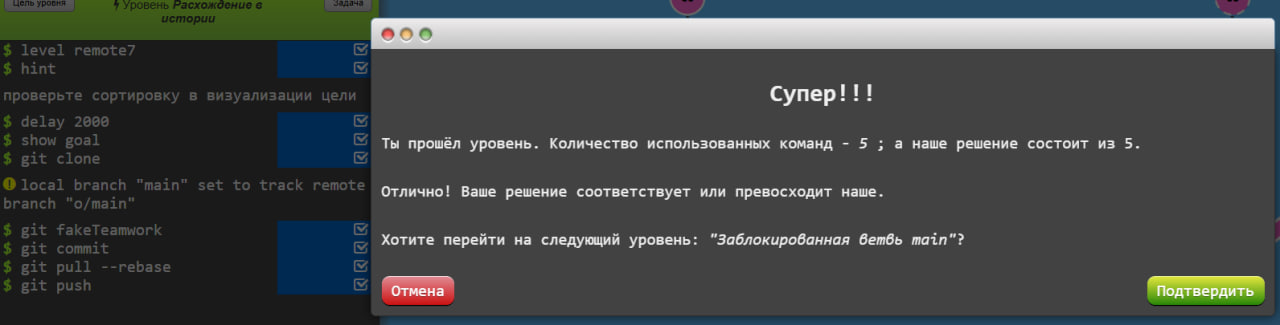 Цель уровня
Уровень Расхождение в
истории
Задача
$ level remote7
$ hint
проверьте сортировку в визуализации цели
$ delay 2000
$ show goal
$ git clone
local branch "main" set to track remote
branch "o/main"
$ git fakeTeamwork
$ git commit
$ git pull --rebase
$ git push
Супер!!!
Ты прошёл уровень. Количество использованных команд - 5 ; а наше решение состоит из 5.
Отлично! Ваше решение соответствует или превосходит наше.
Хотите перейти на следующий уровень: "Заблокированная ветвь main"?
Отмена
Подтвердить